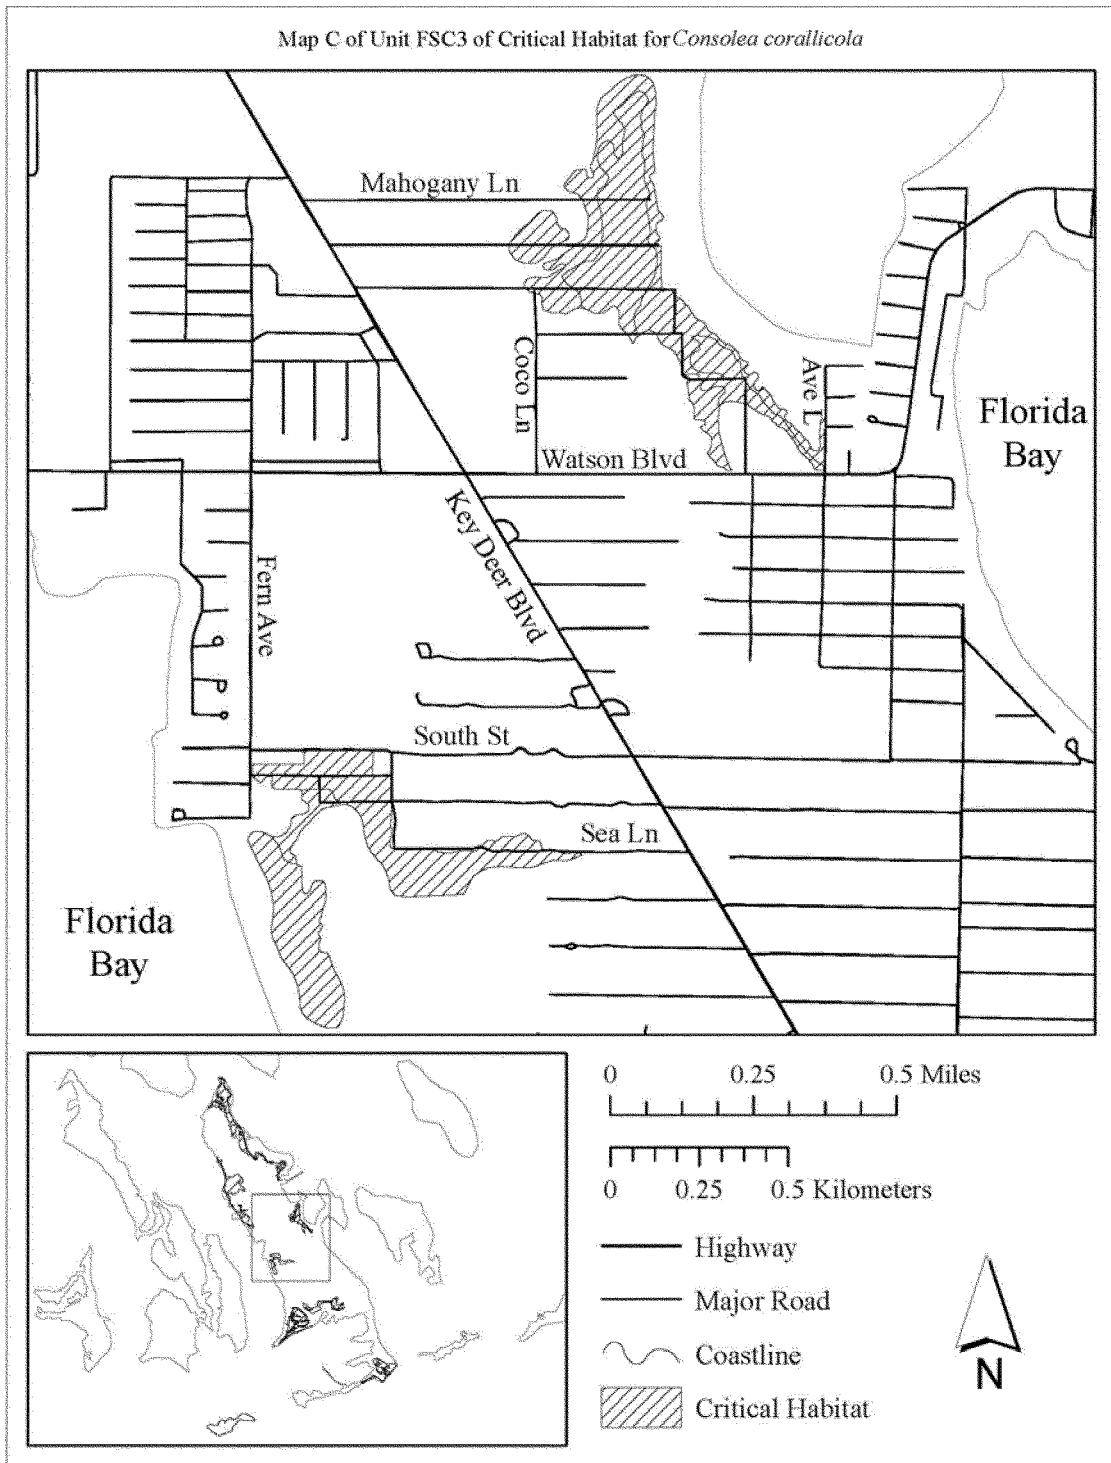 Map C of Unit FSC3 of Critical Habitat for Consolea corallicola
Mahogany Ln
Coco Ln
Ave L
Florida
Bay
Watson Blvd
Key Deer Blvd
Fern Ave
South St
Sea Ln
Florida
Bay
0 0.25 0.5 Miles
0 0.25 0.5 Kilometers
Highway
Major Road
Coastline
Critical Habitat
N